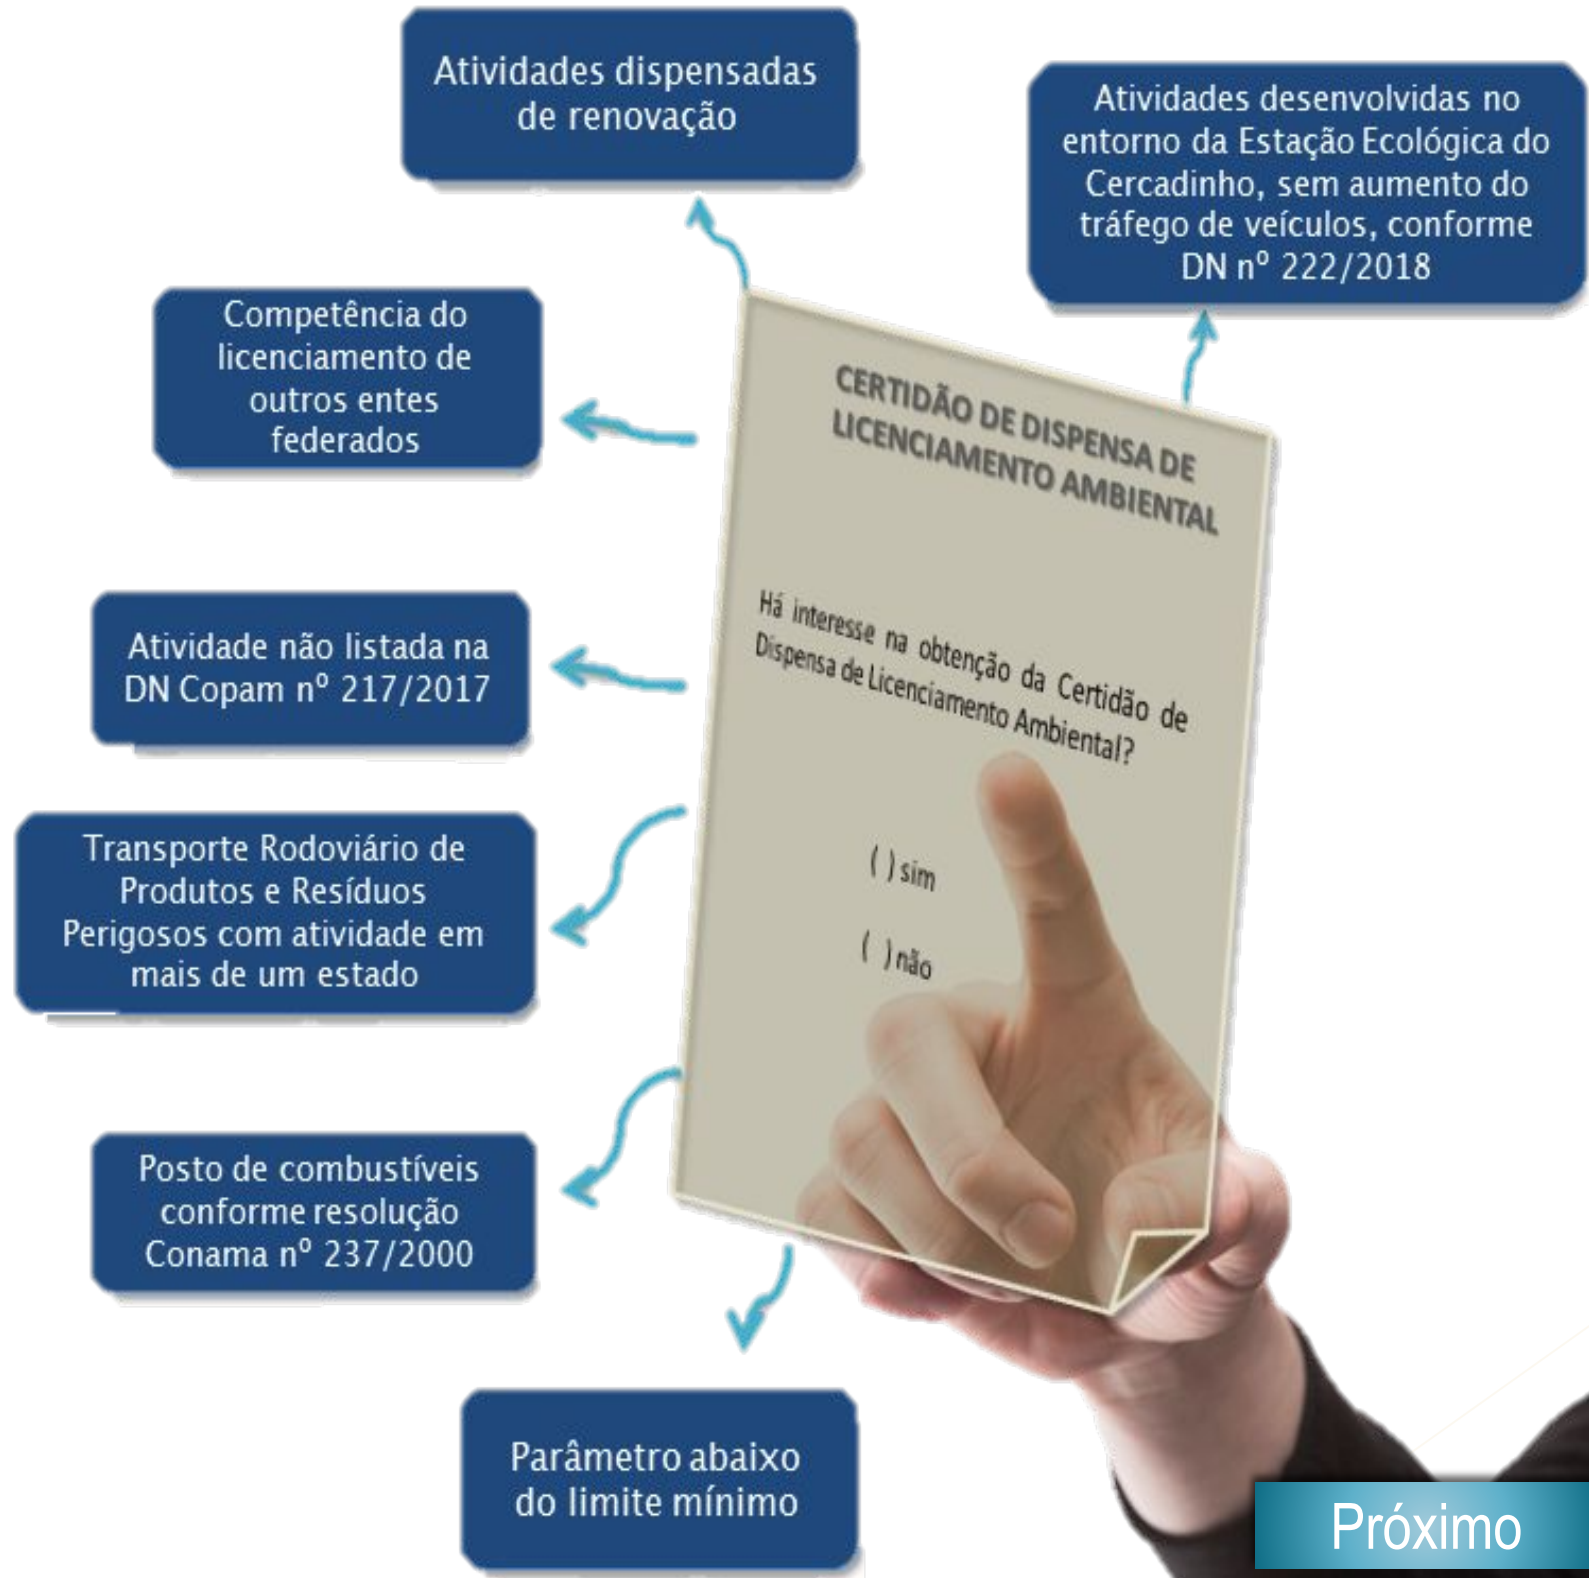 Atividades dispensadas
de renovação
Atividades desenvolvidas no
entorno da Estação Ecológica do
Cercadinho, sem aumento do
tráfego de veículos, conforme
DN nº 222/2018
Competência do
licenciamento de
outros entes
federados
CERTIDÃO DE DISPENSA DE
LICENCIAMENTO AMBIENTAL
Há interesse na obtenção da Certidão de
Dispensa de Licenciamento Ambiental?
( ) sim
( ) não
Atividade não listada na
DN Copam nº 217/2017
Transporte Rodoviário de
Produtos e Resíduos
Perigosos com atividade em
mais de um estado
Posto de combustíveis
conforme resolução
Conama nº 237/2000
Parâmetro abaixo
do limite mínimo
Próximo